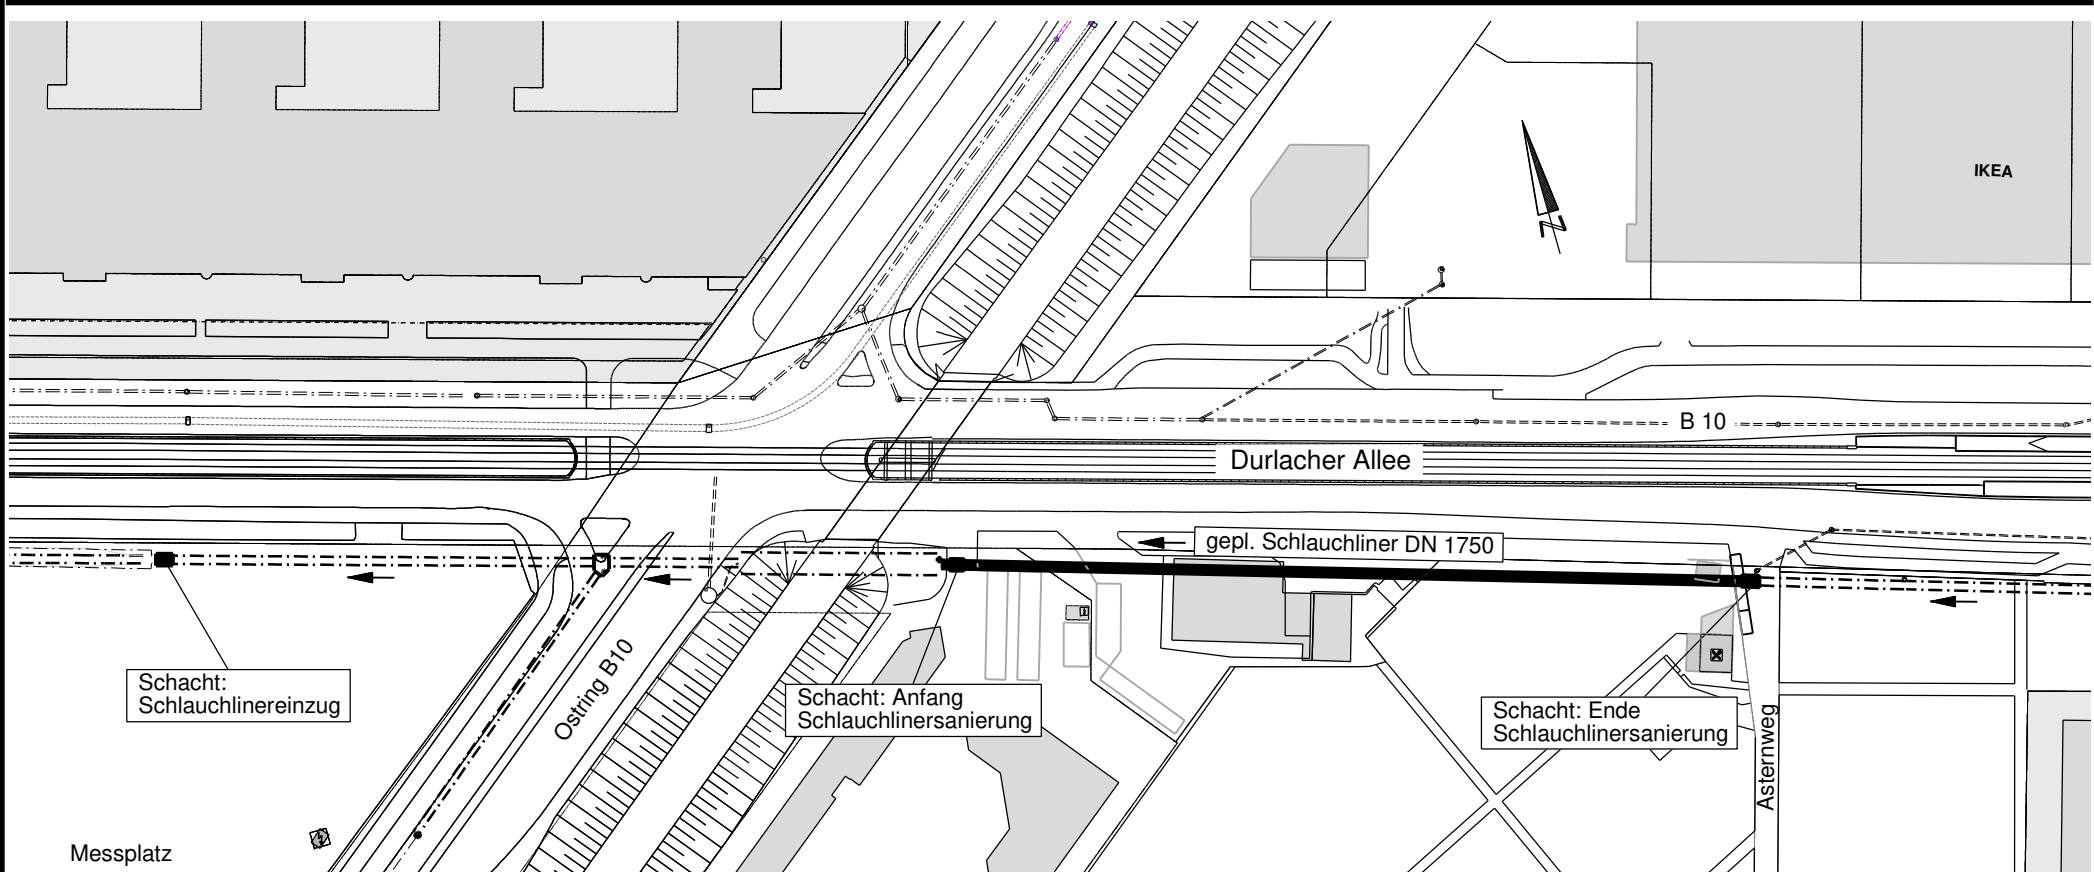 IKEA
N
B 10
Durlacher Allee
gepl. Schlauchliner DN 1750
Schacht:
Schlauchlinereinzug
Ostring B10
Schacht: Anfang
Schlauchlinersanierung
Schacht: Ende
Schlauchlinersanierung
Asternweg
Messplatz